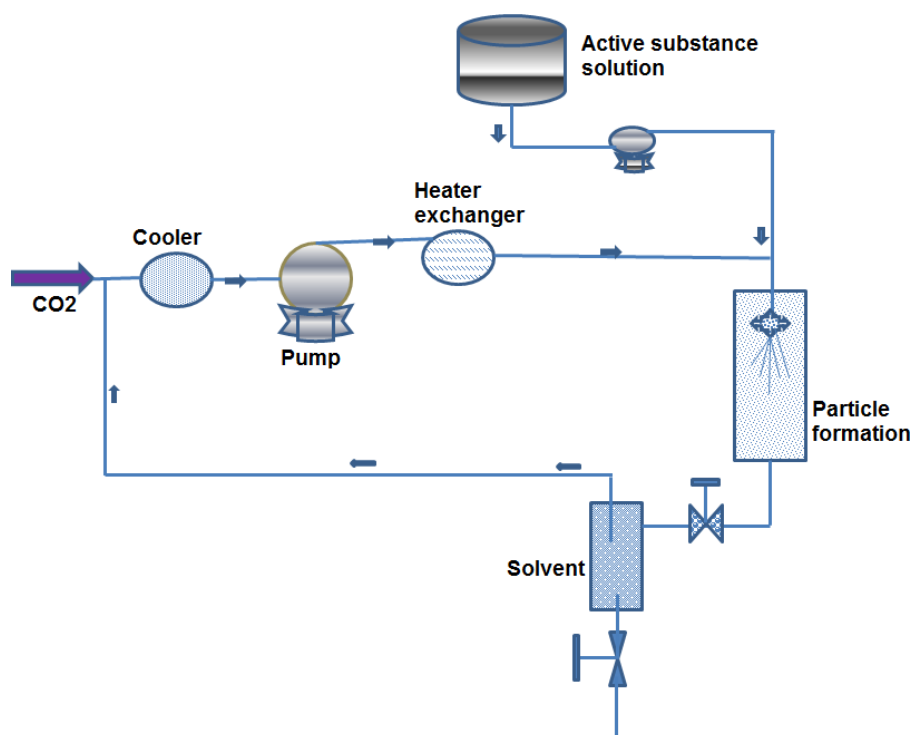 Active substance
solution
Heater
exchanger
Cooler
CO2
Pump
Particle
formation
Solvent